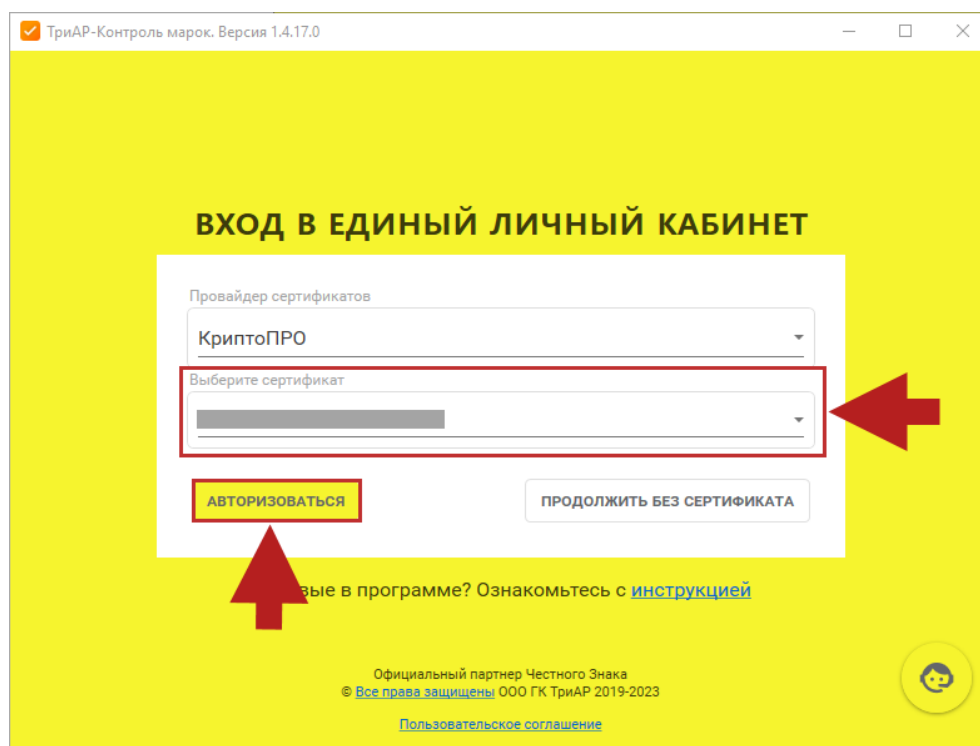 ТриАР-Контроль марок. Версия 1.4.17.0
ВХОД В ЕДИНЫЙ ЛИЧНЫЙ КАБИНЕТ
Провайдер сертификатов
КриптоПРО
Выберите сертификат
АВТОРИЗОВАТЬСЯ
ПРОДОЛЖИТЬ БЕЗ СЕРТИФИКАТА
в программе? Ознакомьтесь с инструкцией
Официальный партнер Честного Знака
© Все права защищены ООО ГК ТриАР 2019-2023
Пользовательское соглашение